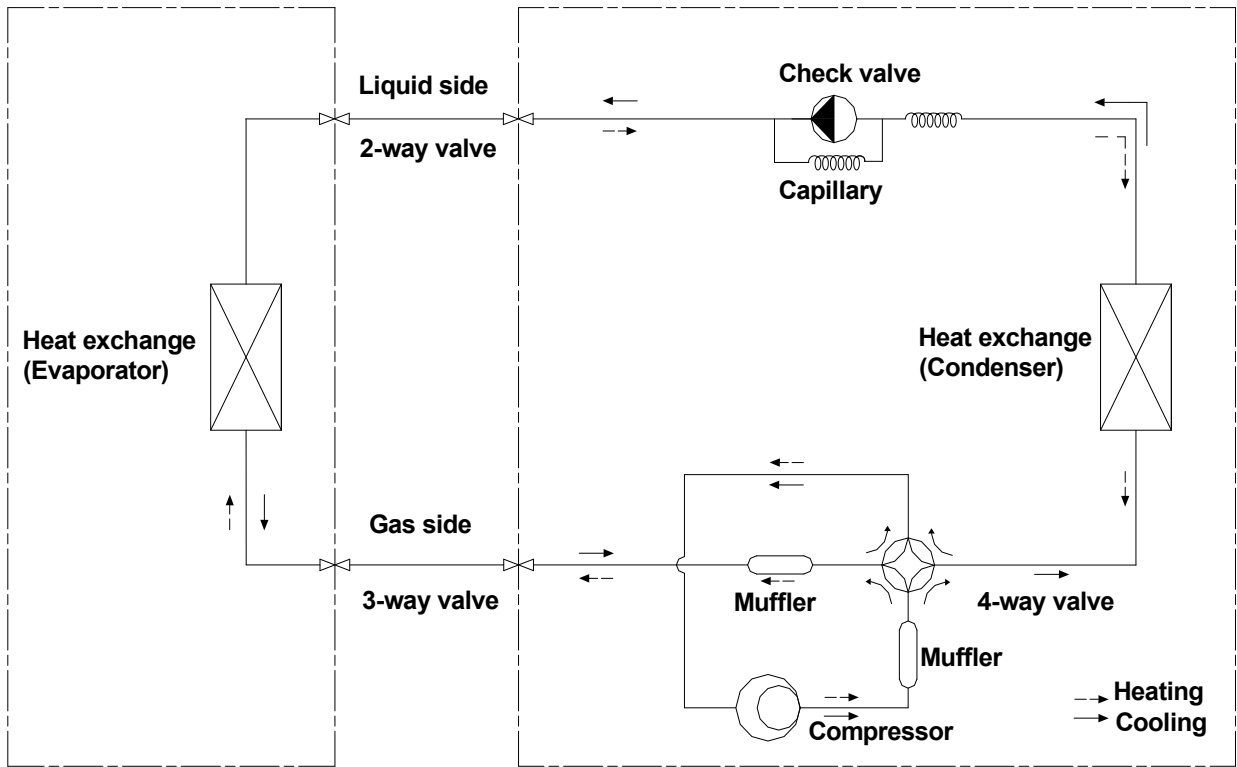 Check valve
Liquid side
2-way valve
Capillary
Heat exchange
(Evaporator)
Heat exchange
(Condenser)
Gas side
3-way valve
Muffler
4-way valve
Muffler
Heating
Compressor
Cooling